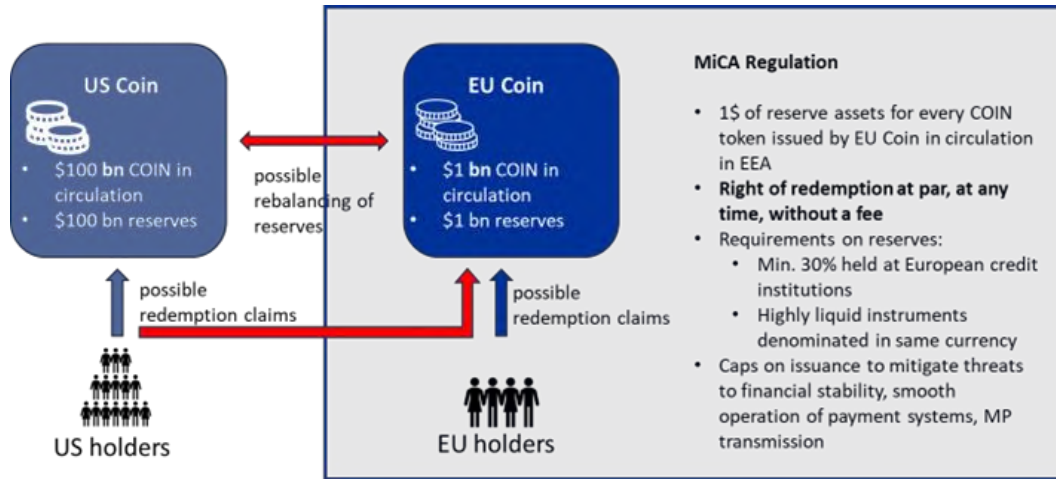 US Coin
• $100 bn COIN in
circulation
• $100 bn reserves
possible
rebalancing of
reserves
EU Coin
• $1 bn COIN in
circulation
• $1 bn reserves
possible
redemption claims
possible
redemption claims
US holders
EU holders
MiCA Regulation
• 1$ of reserve assets for every COIN
token issued by EU Coin in circulation
in EEA
• Right of redemption at par, at any
time, without a fee
• Requirements on reserves:
• Min. 30% held at European credit
institutions
• Highly liquid instruments
denominated in same currency
• Caps on issuance to mitigate threats
to financial stability, smooth
operation of payment systems, MP
transmission